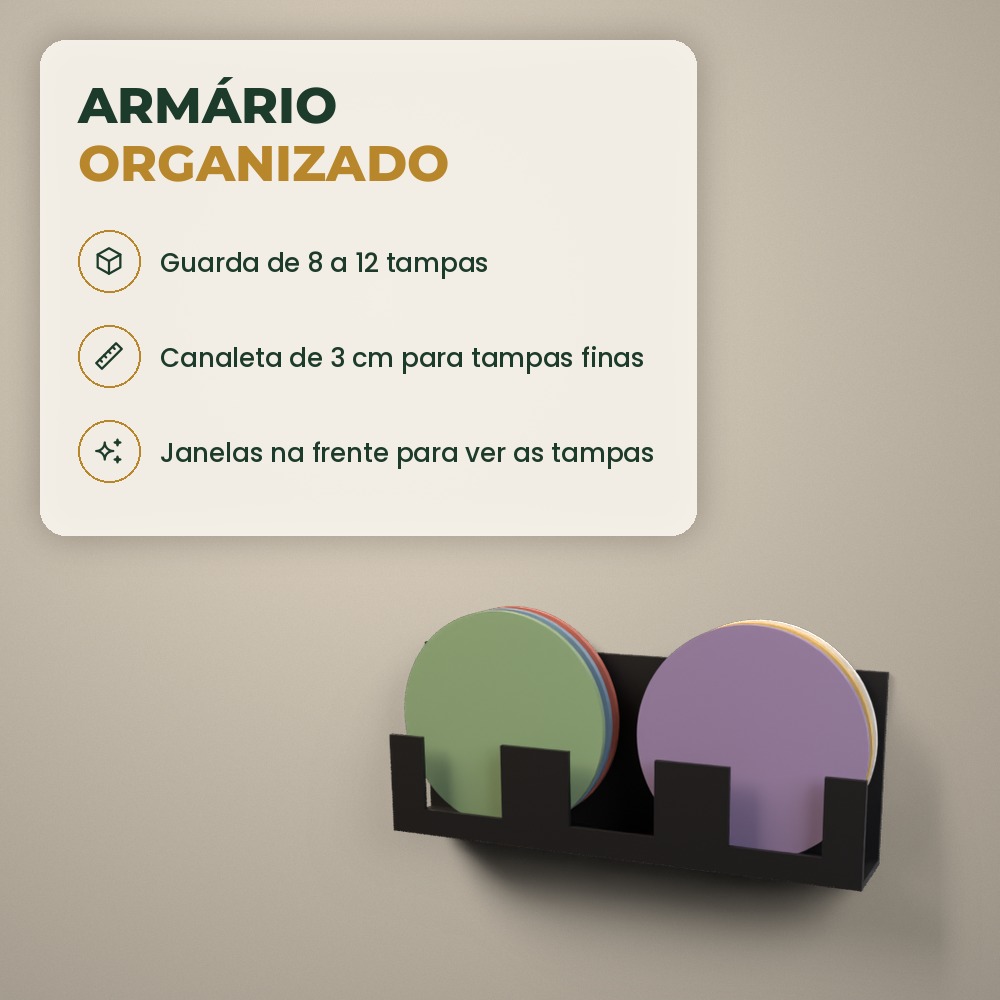 ARMÁRIO
ORGANIZADO
Guarda de 8 a 12 tampas
Canaleta de 3 cm para tampas finas
Janelas na frente para ver as tampas